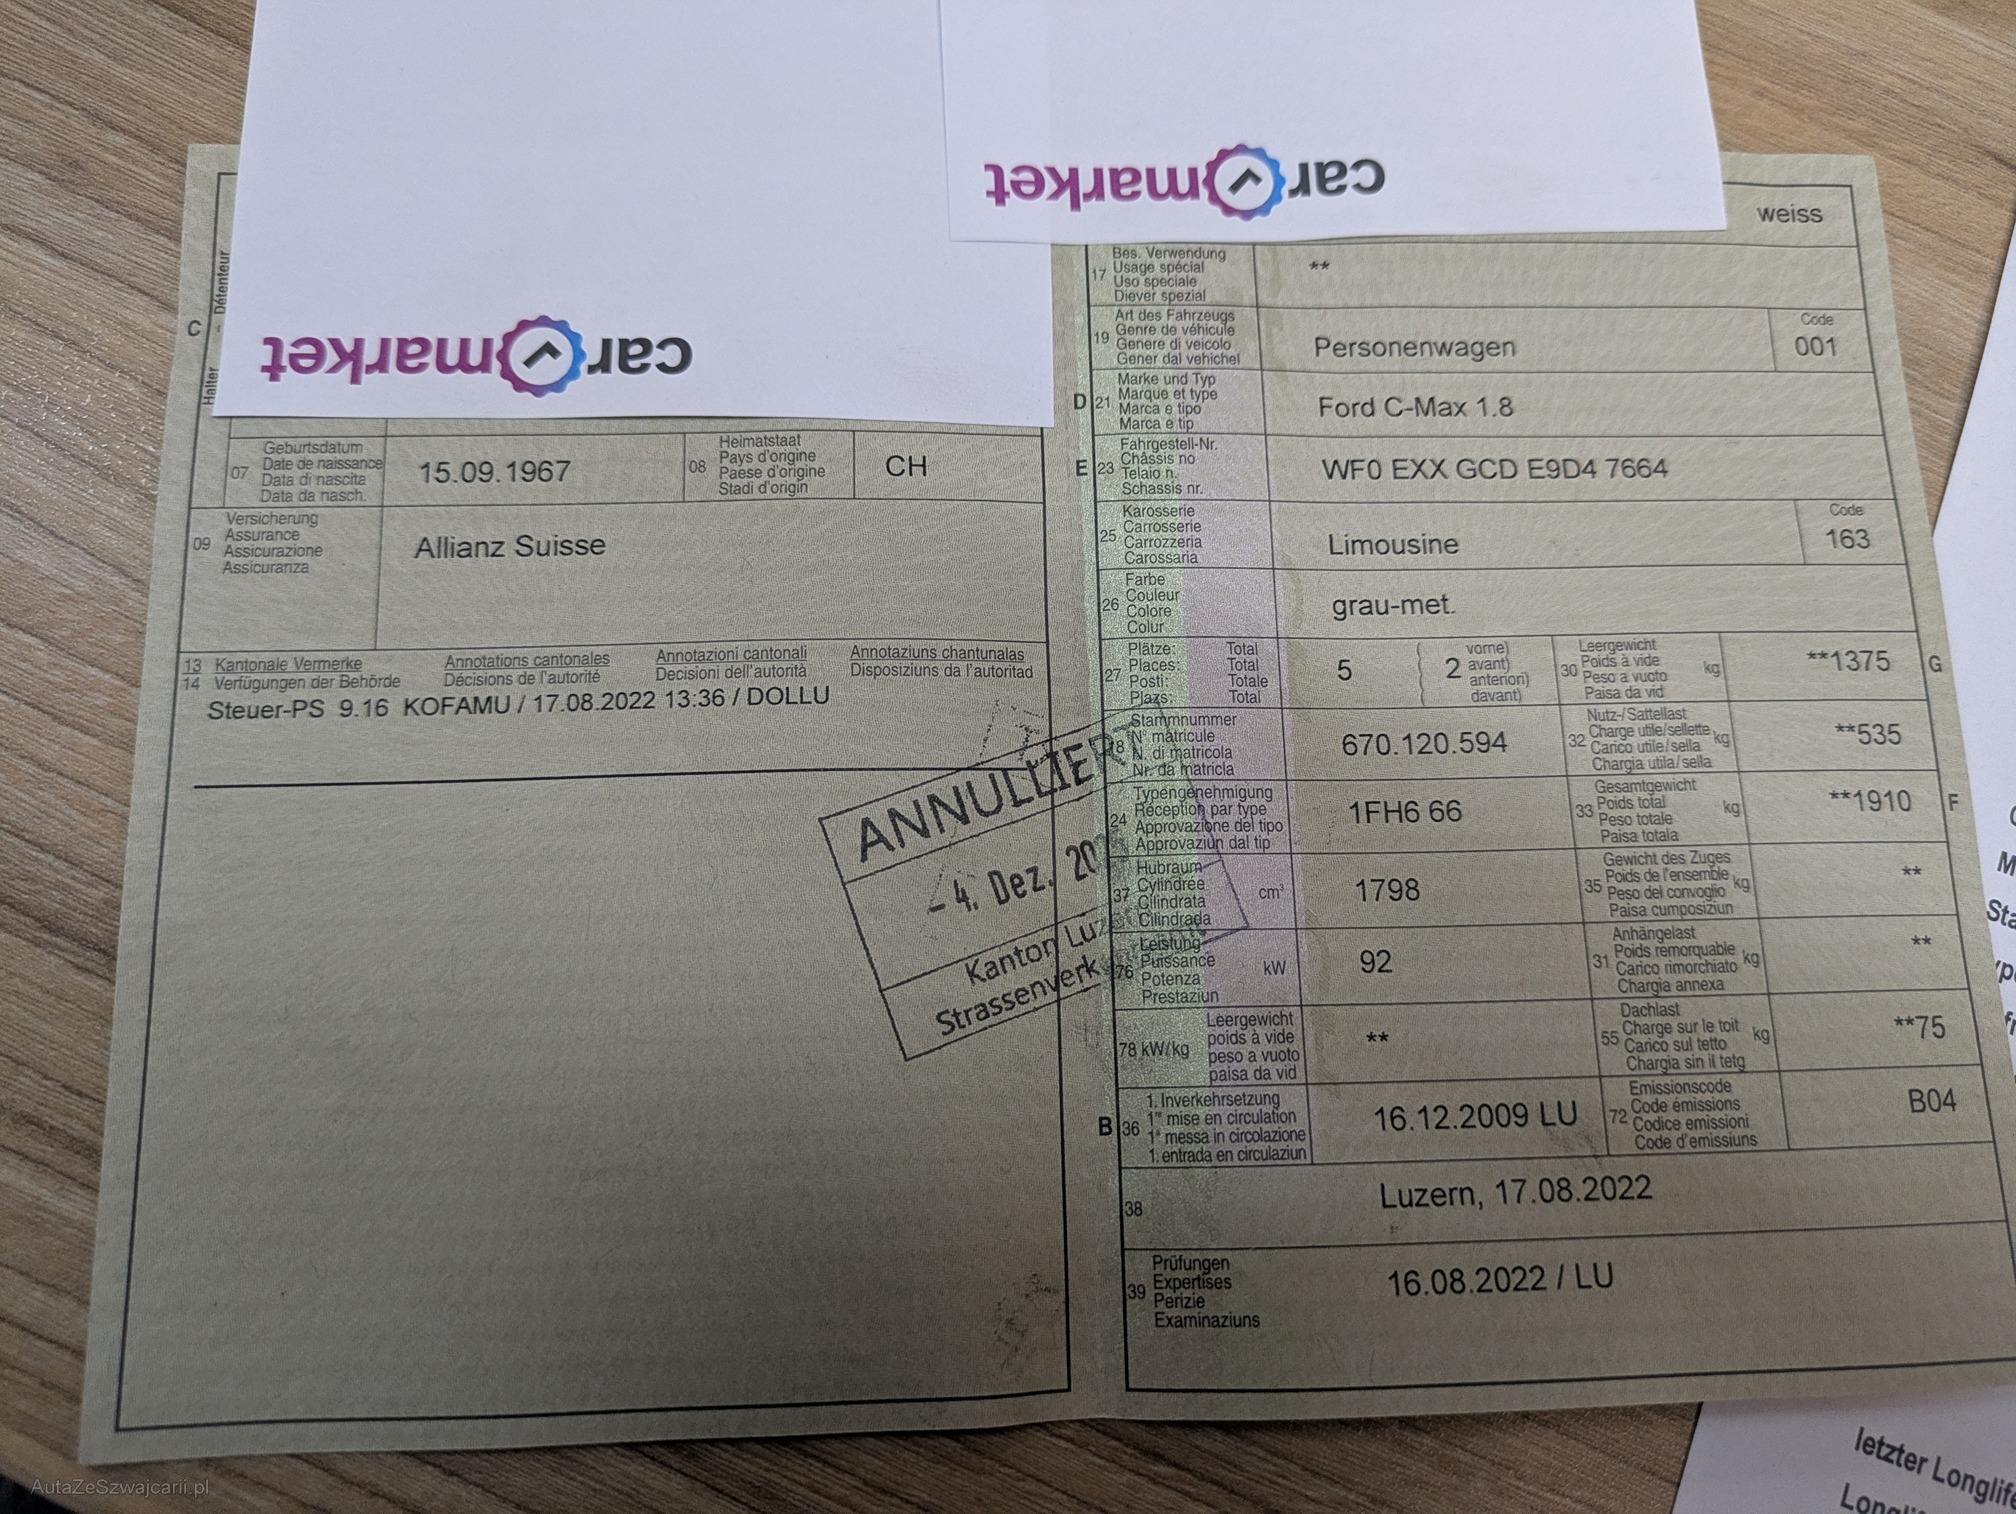 car market
car market
weiss
C
Halter - Détenteur
07
Geburtsdatum
Date de naissance
Data di nascita
Data da nasch.
15.09.1967
08
Heimatstaat
Pays d'origine
Paese d'origine
Stadi d'origin
CH
09
Versicherung
Assurance
Assicurazione
Assicuranza
Allianz Suisse
13 Kantonale Vermerke Annotations cantonales Annotazioni cantonali Annotaziuns chantunalas
14 Verfügungen der Behörde Décisions de l'autorité Decisioni dell'autorità Disposiziuns da l'autoritad
Steuer-PS 9.16 KOFAMU / 17.08.2022 13:36 / DOLLU
ANNULLIERT
- 4. Dez. 20
Kanton Luz
Strassenverk
17
Bes. Verwendung
Usage spécial
Uso speciale
Diever spezial
**
19
Art des Fahrzeugs
Genre de véhicule
Genere di veicolo
Gener dal vehichel
Personenwagen
Code
001
D 21
Marke und Typ
Marque et type
Marca e tipo
Marca e tip
Ford C-Max 1.8
E 23
Fahrgestell-Nr.
Châssis no
Telaio n.
Schassis nr.
WF0 EXX GCD E9D4 7664
25
Karosserie
Carrosserie
Carrozzeria
Carossaria
Limousine
Code
163
26
Farbe
Couleur
Colore
Colur
grau-met.
27
Plätze: Total
Places: Total
Posti: Totale
Plazs: Total
5
2
vorne)
avant)
anteriori)
davant)
30
Leergewicht
Poids à vide
Peso a vuoto
Paisa da vid
kg
**1375
G
18
Stammnummer
N° matricule
N. di matricola
Nr. da matricla
670.120.594
32
Nutz-/Sattellast
Charge utile/sellette
Carico utile/sella
Chargia utila/sella
kg
**535
24
Typengenehmigung
Réception par type
Approvazione del tipo
Approvaziun dal tip
1FH6 66
33
Gesamtgewicht
Poids total
Peso totale
Paisa totala
kg
**1910
F
37
Hubraum
Cylindrée
Cilindrata
Cilindrada
cm³
1798
35
Gewicht des Zuges
Poids de l'ensemble
Peso del convoglio
Paisa cumposiziun
kg
**
76
Leistung
Puissance
Potenza
Prestaziun
kW
92
31
Anhängelast
Poids remorquable
Carico rimorchiato
Chargia annexa
kg
**
78 kW/kg
Leergewicht
poids à vide
peso a vuoto
paisa da vid
**
55
Dachlast
Charge sur le toit
Carico sul tetto
Chargia sin il tetg
kg
**75
B 36
1. Inverkehrsetzung
1re mise en circulation
1a messa in circolazione
1. entrada en circulaziun
16.12.2009 LU
72
Emissionscode
Code émissions
Codice emissioni
Code d'emissiuns
B04
38
Luzern, 17.08.2022
39
Prüfungen
Expertises
Perizie
Examinaziuns
16.08.2022 / LU
letzter Longlife
AutaZeSzwajcarii.pl